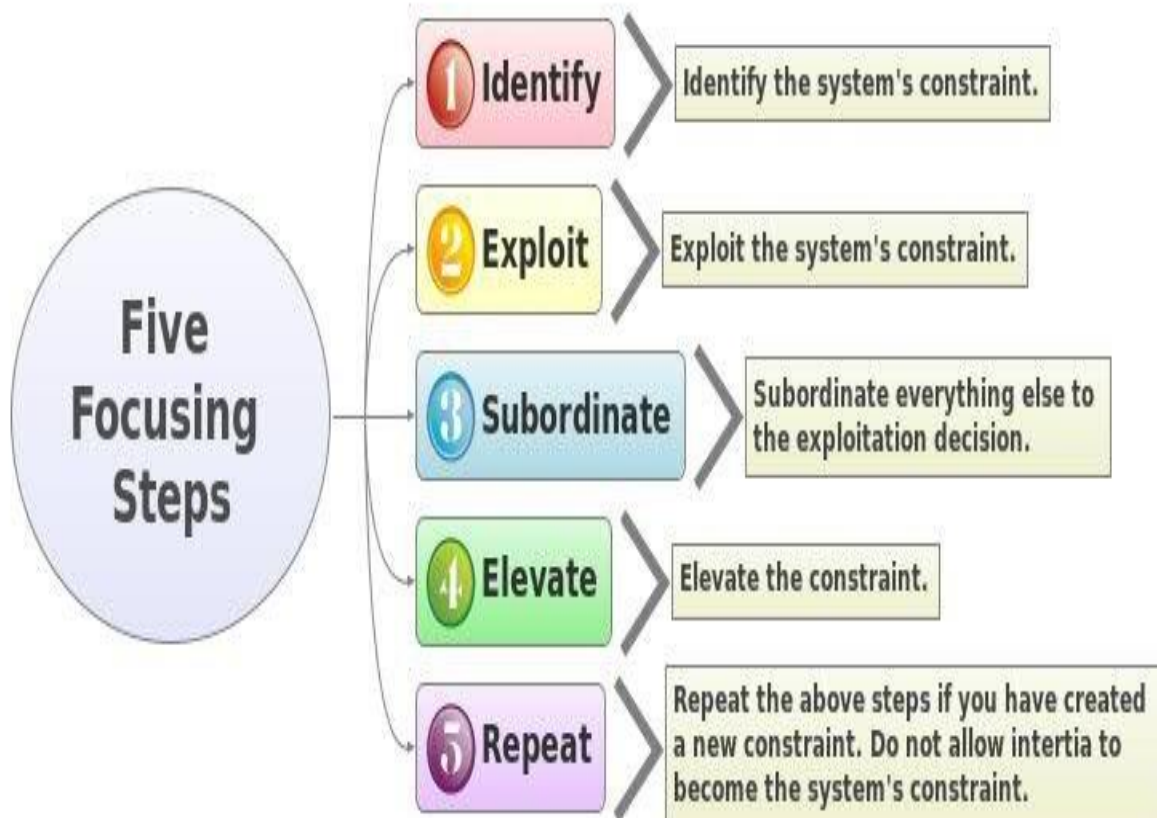 Five
Focusing
Steps
1 Identify
Identify the system's constraint.
2 Exploit
Exploit the system's constraint.
3 Subordinate
Subordinate everything else to
the exploitation decision.
4 Elevate
Elevate the constraint.
5 Repeat
Repeat the above steps if you have created
a new constraint. Do not allow intertia to
become the system's constraint.